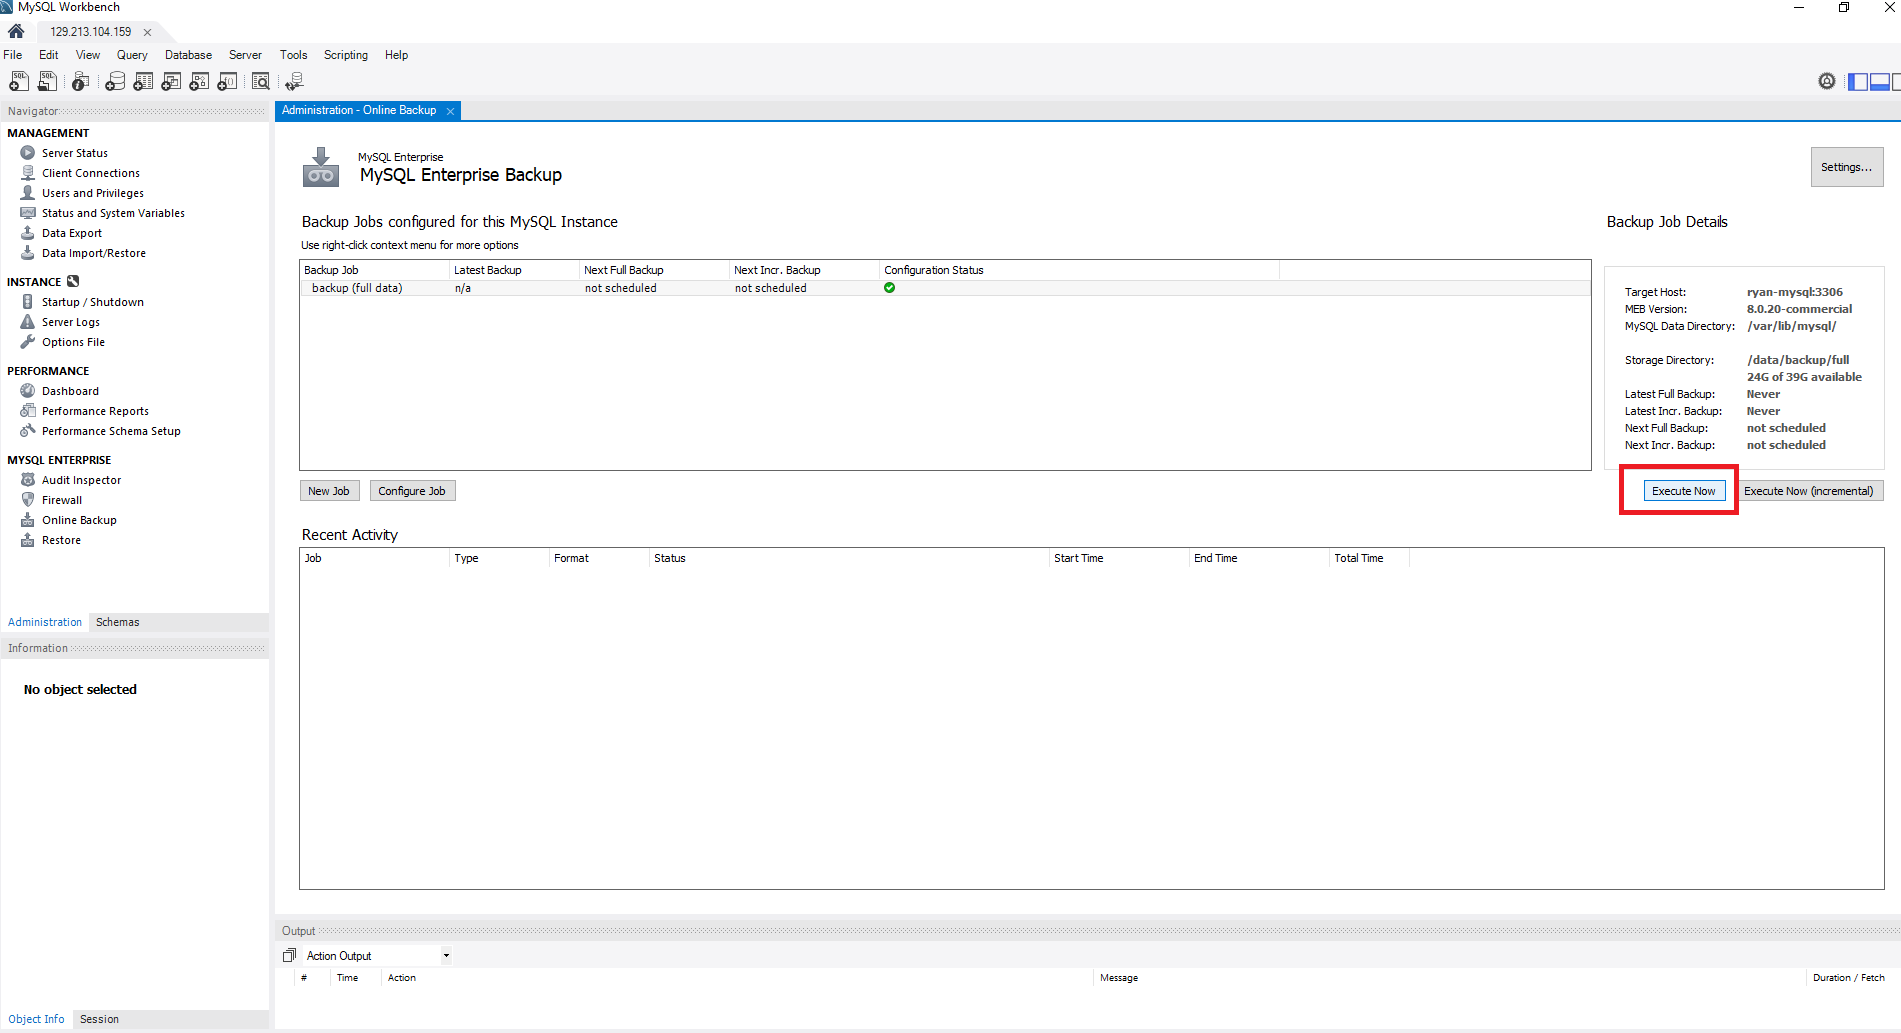 MySQL Workbench
129.213.104.159
File Edit View Query Database Server Tools Scripting Help
Navigator
MANAGEMENT
Server Status
Client Connections
Users and Privileges
Status and System Variables
Data Export
Data Import/Restore
INSTANCE
Startup / Shutdown
Server Logs
Options File
PERFORMANCE
Dashboard
Performance Reports
Performance Schema Setup
MYSQL ENTERPRISE
Audit Inspector
Firewall
Online Backup
Restore
Administration Schemas
Information
No object selected
Object Info Session
Administration - Online Backup
MySQL Enterprise
MySQL Enterprise Backup
Settings...
Backup Jobs configured for this MySQL Instance
Use right-click context menu for more options
Backup Job Latest Backup Next Full Backup Next Incr. Backup Configuration Status
backup (full data) n/a not scheduled not scheduled
New Job Configure Job
Backup Job Details
Target Host: ryan-mysql:3306
MEB Version: 8.0.20-commercial
MySQL Data Directory: /var/lib/mysql/
Storage Directory: /data/backup/full
24G of 39G available
Latest Full Backup: Never
Latest Incr. Backup: Never
Next Full Backup: not scheduled
Next Incr. Backup: not scheduled
Execute Now Execute Now (incremental)
Recent Activity
Job Type Format Status Start Time End Time Total Time
Output
Action Output
# Time Action Message Duration / Fetch